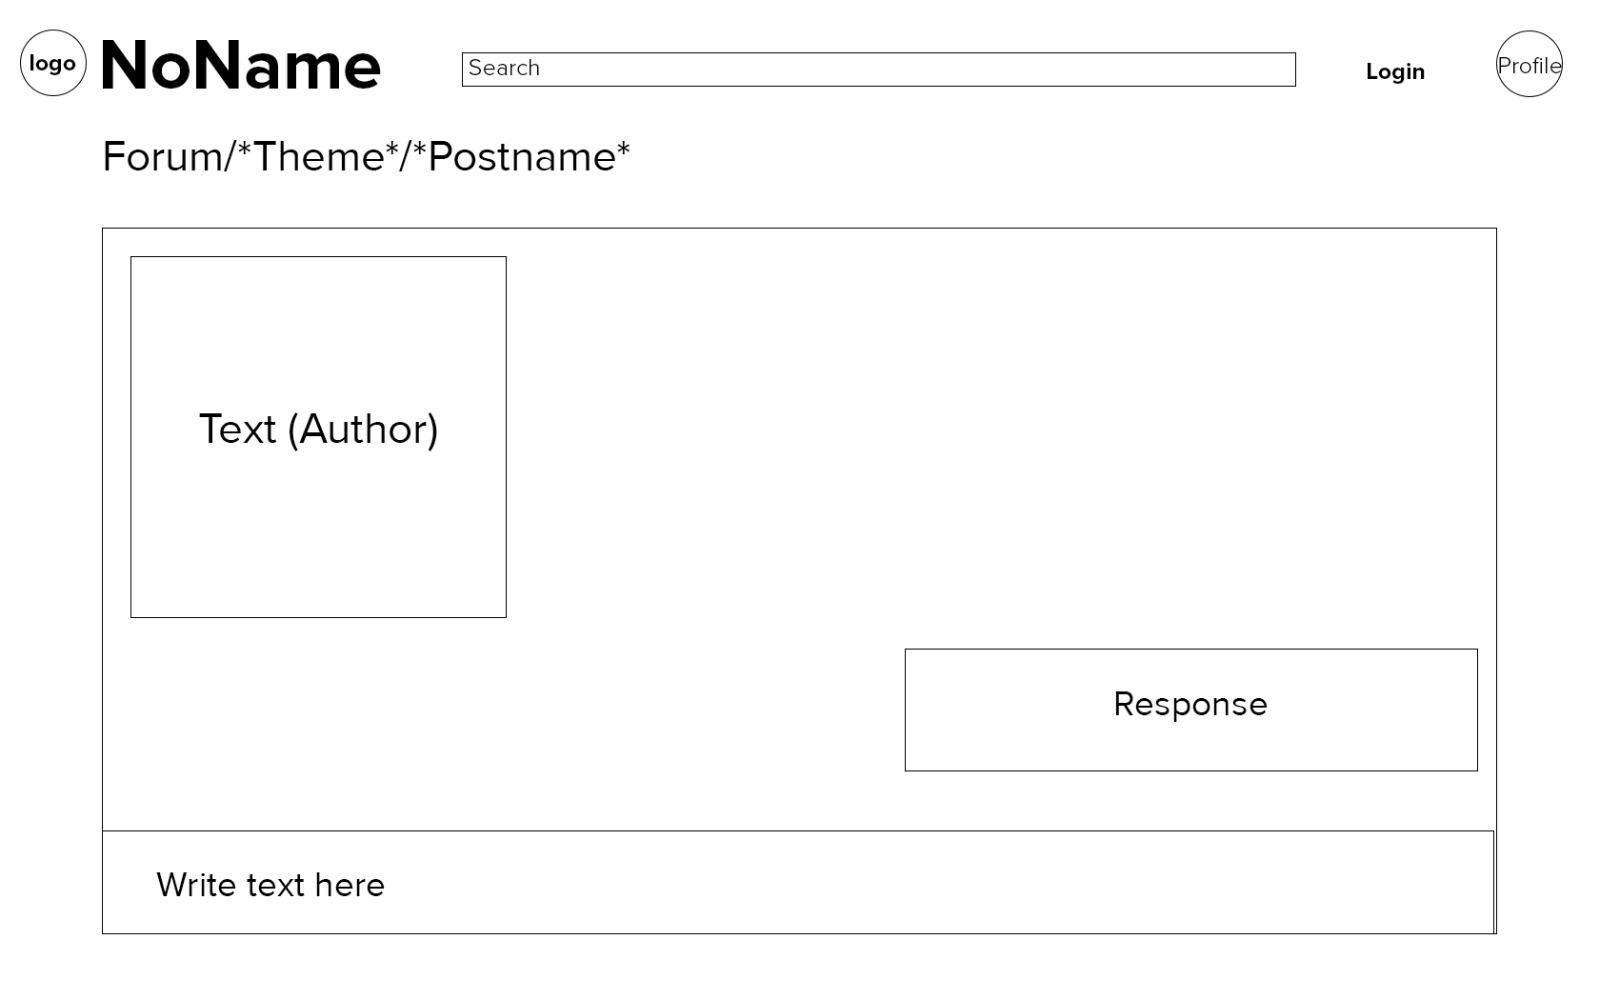 logo NoName Search Login Profile
Forum/*Theme*/*Postname*
Text (Author)
Response
Write text here